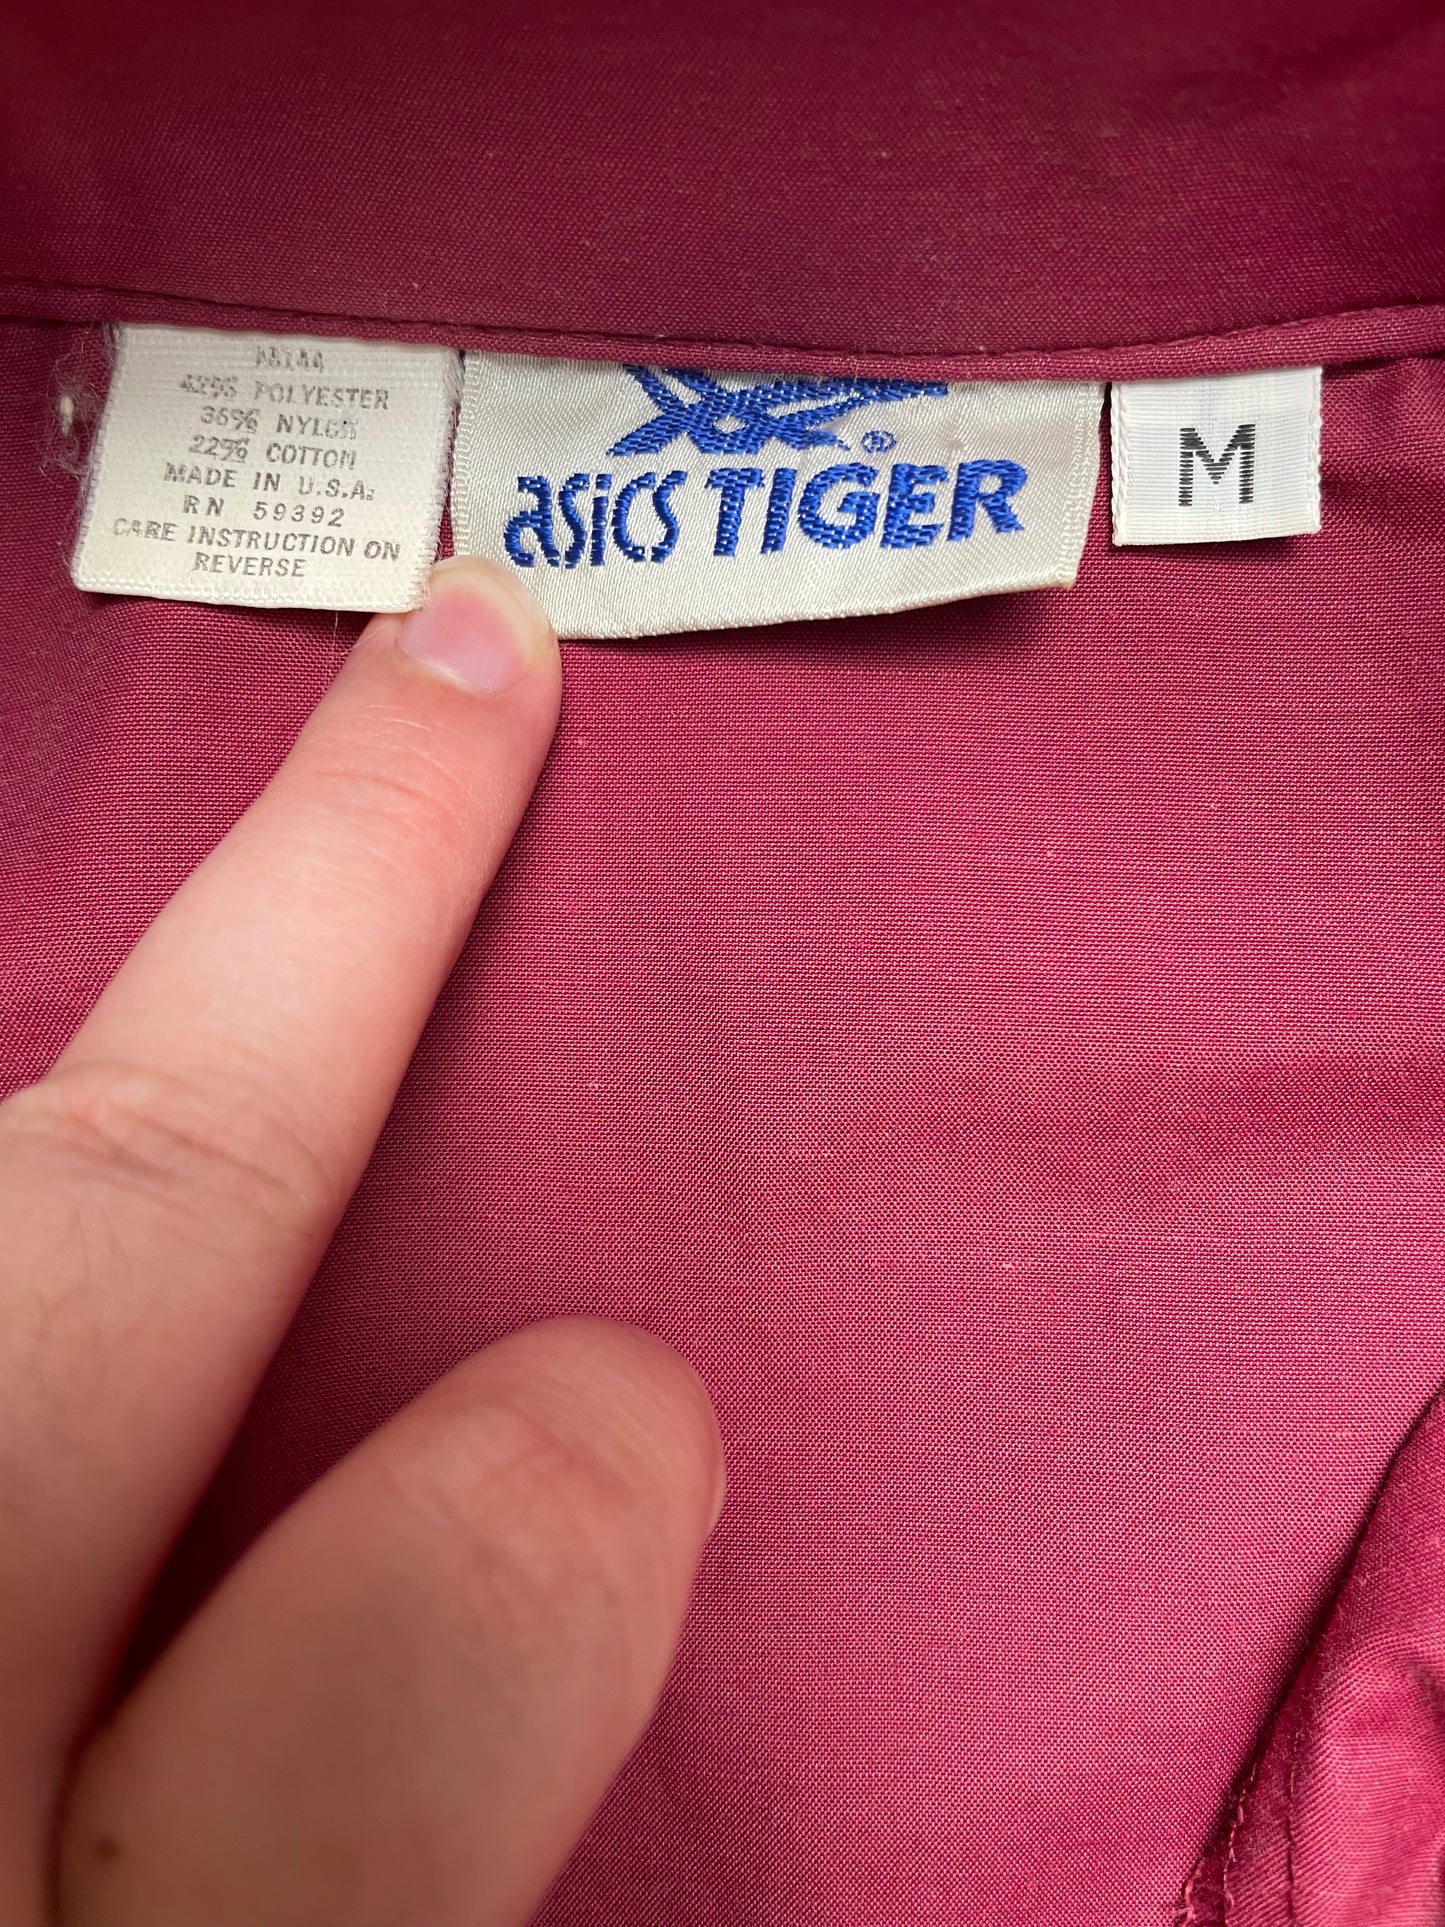 42% POLYESTER
36% NYLON
22% COTTON
MADE IN U.S.A.
RN 59392
CARE INSTRUCTION ON
REVERSE
®
asics TIGER
M